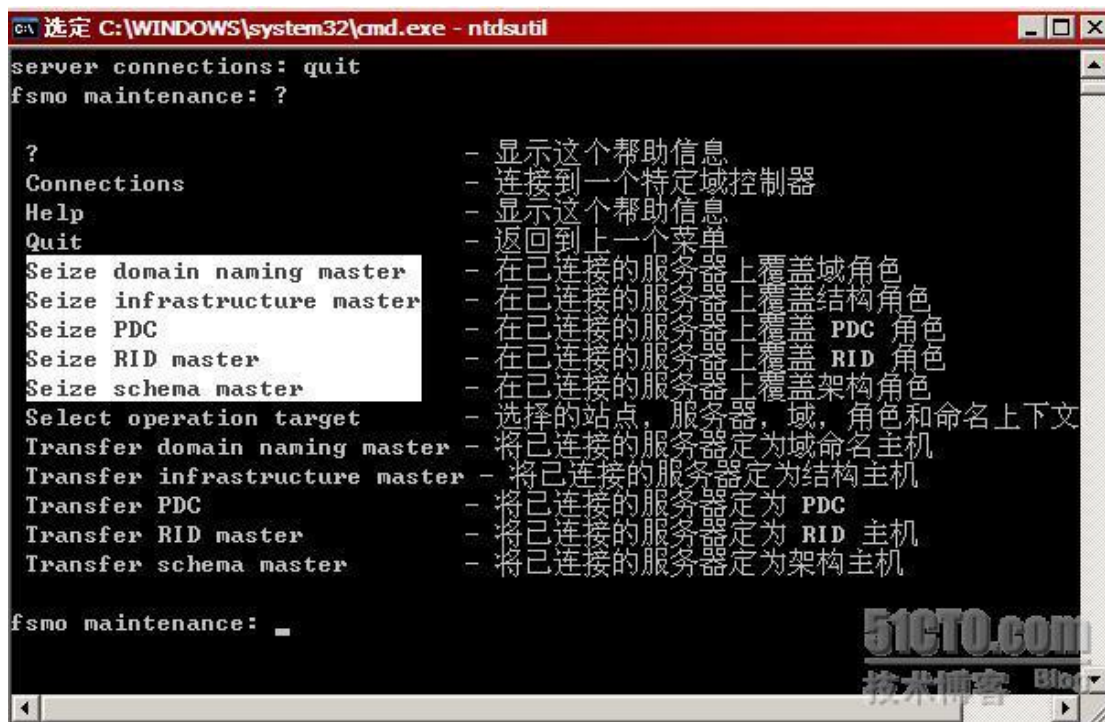 选定 C:\WINDOWS\system32\cmd.exe - ntdsutil
server connections: quit
fsmo maintenance: ?
? - 显示这个帮助信息
Connections - 连接到一个特定域控制器
Help - 显示这个帮助信息
Quit - 返回到上一个菜单
Seize domain naming master - 在已连接的服务器上覆盖域角色
Seize infrastructure master - 在已连接的服务器上覆盖结构角色
Seize PDC - 在已连接的服务器上覆盖 PDC 角色
Seize RID master - 在已连接的服务器上覆盖 RID 角色
Seize schema master - 在已连接的服务器上覆盖架构角色
Select operation target - 选择的站点，服务器，域，角色和命名上下文
Transfer domain naming master - 将已连接的服务器定为域命名主机
Transfer infrastructure master - 将已连接的服务器定为结构主机
Transfer PDC - 将已连接的服务器定为 PDC
Transfer RID master - 将已连接的服务器定为 RID 主机
Transfer schema master - 将已连接的服务器定为架构主机
fsmo maintenance: _
51CTO.com
技术博客 Blog